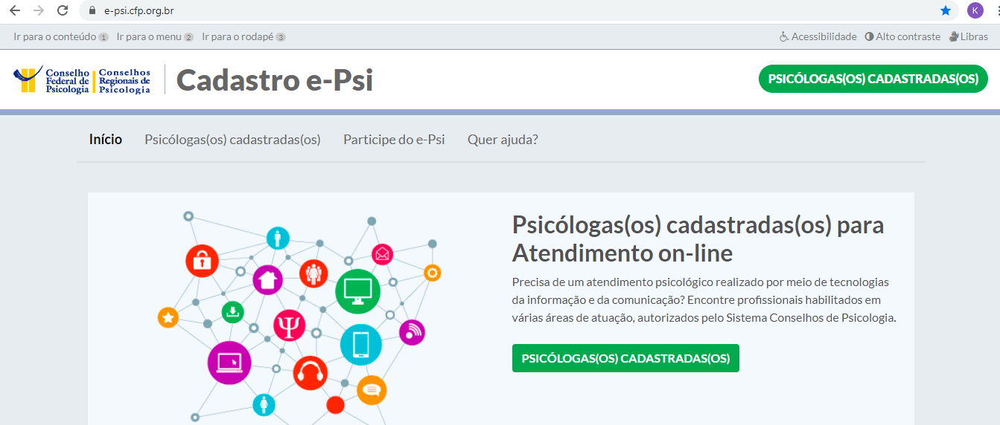 e-psi.cfp.org.br
K
Ir para o conteúdo 1 Ir para o menu 2 Ir para o rodapé 3
Acessibilidade Alto contraste Libras
Conselho Federal de Psicologia
Conselhos Regionais de Psicologia
Cadastro e-Psi
PSICÓLOGAS(OS) CADASTRADAS(OS)
Início Psicólogas(os) cadastradas(os) Participe do e-Psi Quer ajuda?
Psicólogas(os) cadastradas(os) para
Atendimento on-line
Precisa de um atendimento psicológico realizado por meio de tecnologias
da informação e da comunicação? Encontre profissionais habilitados em
várias áreas de atuação, autorizados pelo Sistema Conselhos de Psicologia.
PSICÓLOGAS(OS) CADASTRADAS(OS)